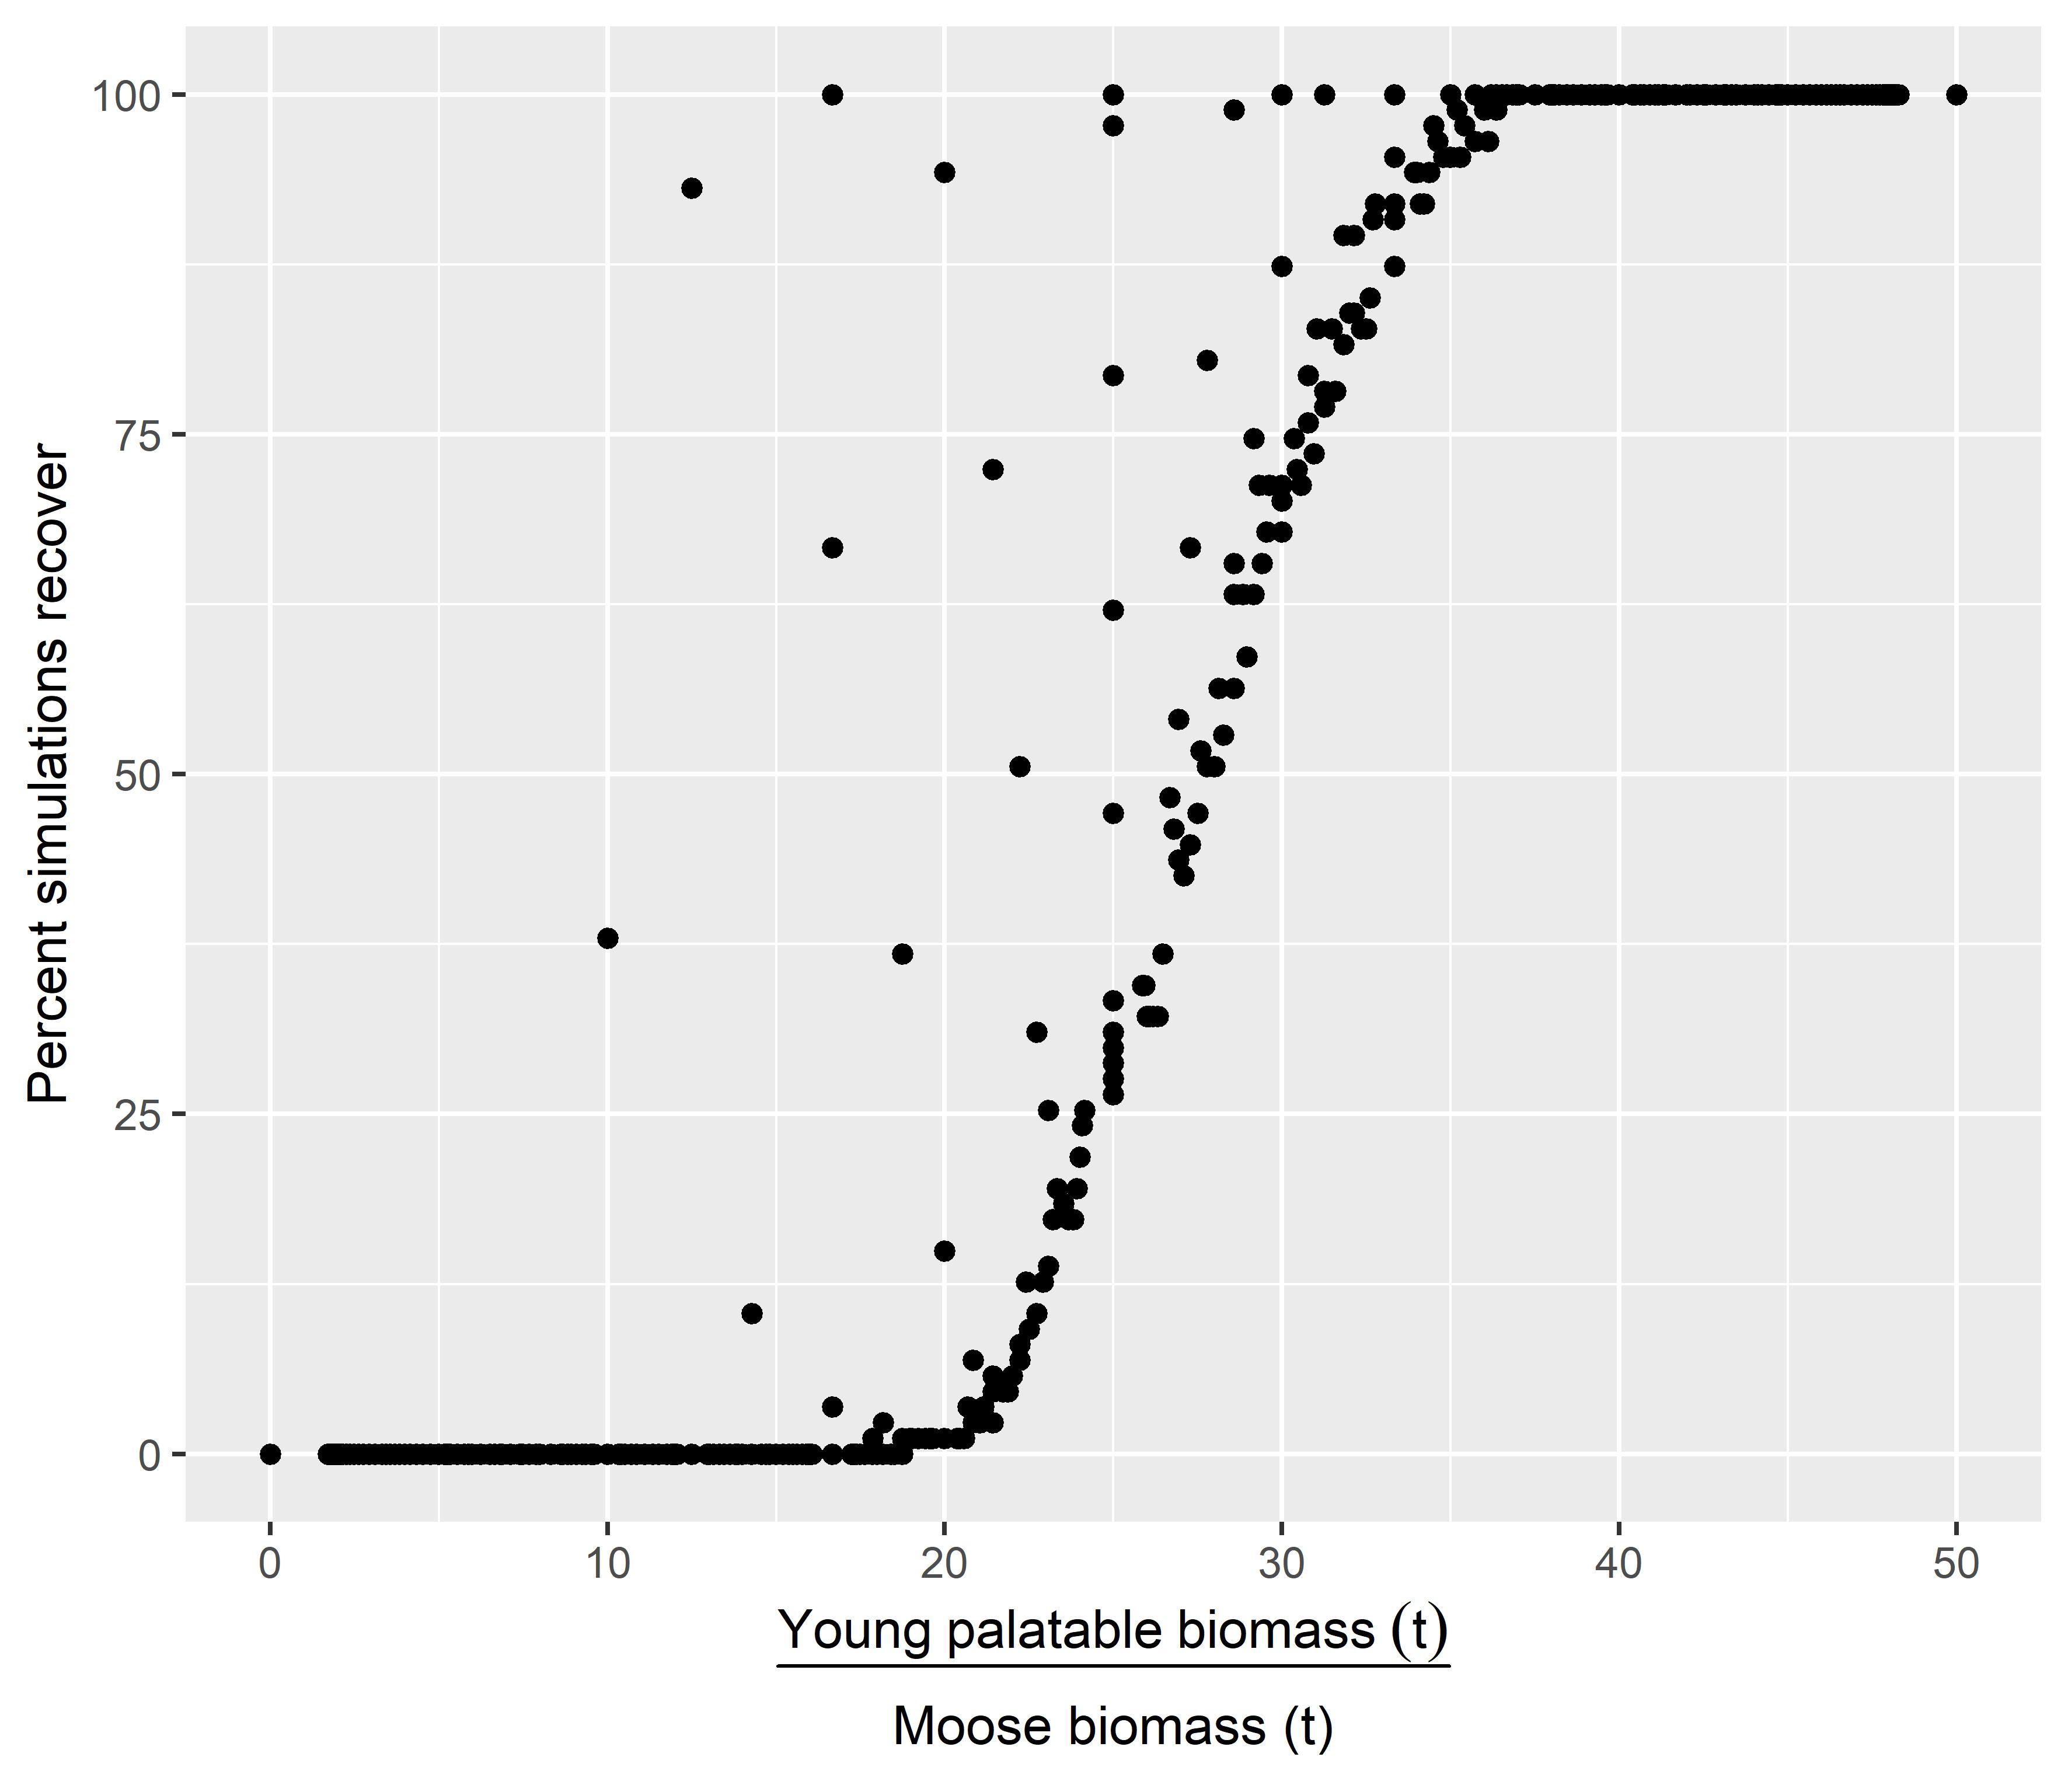 Percent simulations recover
100
75
50
25
0
0 10 20 30 40 50
Young palatable biomass (t)
Moose biomass (t)